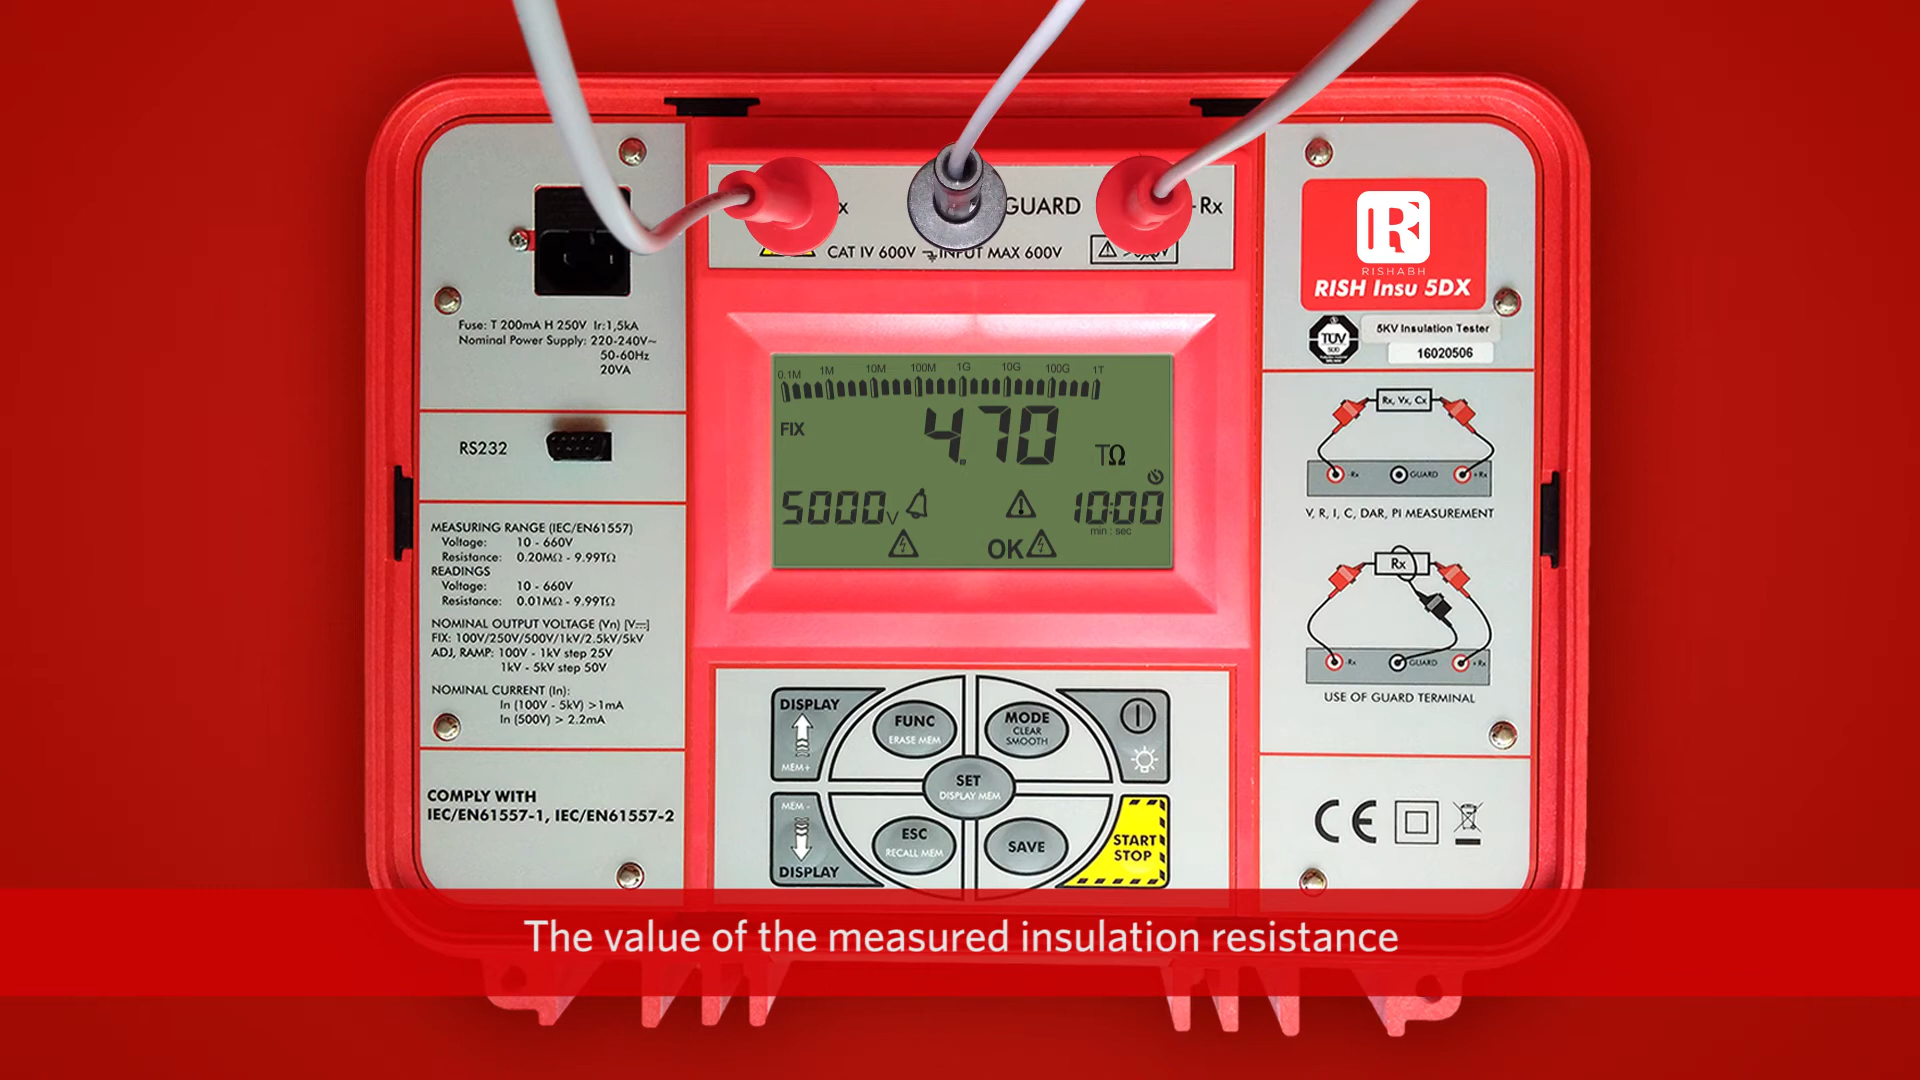 x
GUARD
Rx
CAT IV 600V INPUT MAX 600V
Fuse: T 200mA H 250V Ir:1,5kA
Nominal Power Supply: 220-240V~
50-60Hz
20VA
RS232
MEASURING RANGE (IEC/EN61557)
Voltage: 10 - 660V
Resistance: 0.20MΩ - 9.99TΩ
READINGS
Voltage: 10 - 660V
Resistance: 0.01MΩ - 9.99TΩ
NOMINAL OUTPUT VOLTAGE (Vn) [V⎓]
FIX: 100V/250V/500V/1kV/2.5kV/5kV
ADJ, RAMP: 100V - 1kV step 25V
1kV - 5kV step 50V
NOMINAL CURRENT (In):
In (100V - 5kV) >1mA
In (500V) > 2.2mA
COMPLY WITH
IEC/EN61557-1, IEC/EN61557-2
0.1M 1M 10M 100M 1G 10G 100G 1T
FIX
4.70
TΩ
5000V
10:00
min : sec
OK
DISPLAY
MEM+
FUNC
ERASE MEM
MODE
CLEAR
SMOOTH
SET
DISPLAY MEM
MEM -
DISPLAY
ESC
RECALL MEM
SAVE
START
STOP
R
RISHABH
RISH Insu 5DX
TÜV
SÜD
5KV Insulation Tester
16020506
Rx, Vx, Cx
-Rx GUARD +Rx
V, R, I, C, DAR, PI MEASUREMENT
Rx
-Rx GUARD +Rx
USE OF GUARD TERMINAL
CE
The value of the measured insulation resistance